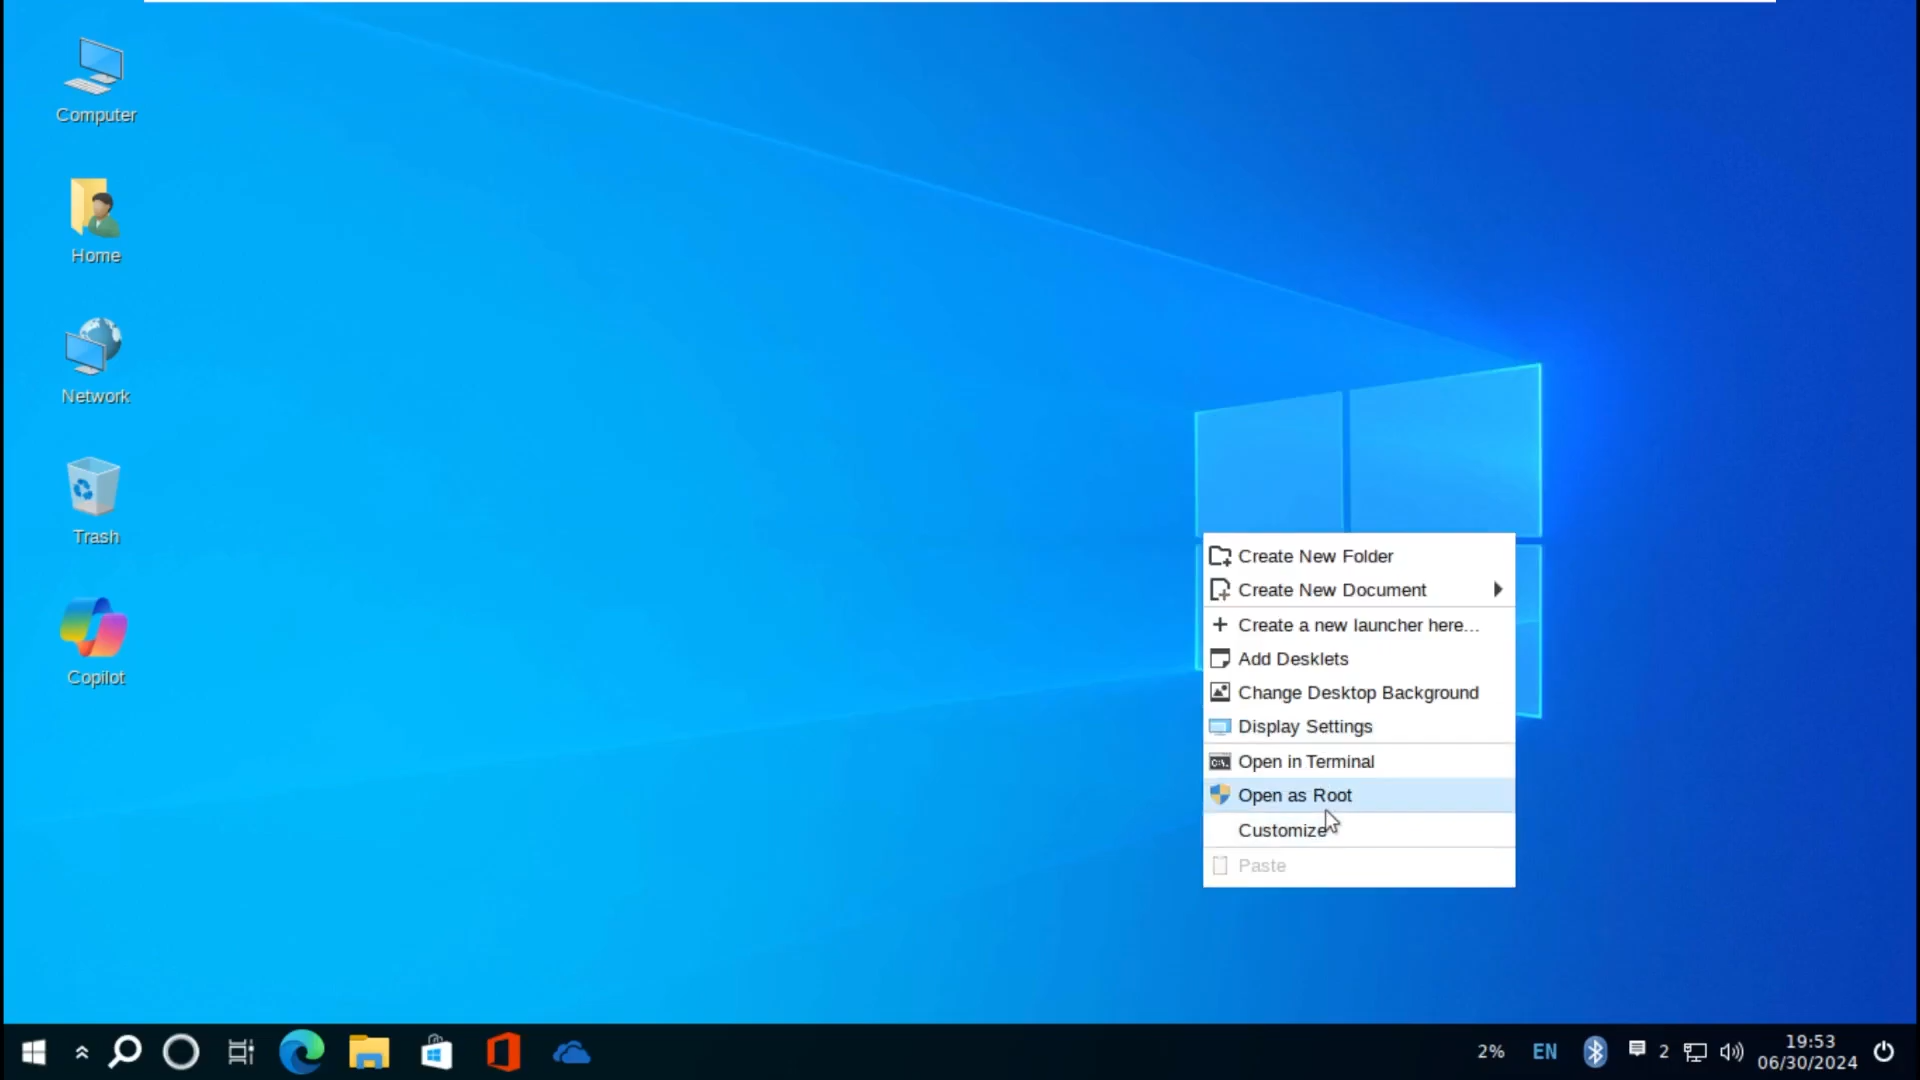 Computer
Home
Network
Trash
Copilot
Create New Folder
Create New Document
Create a new launcher here...
Add Desklets
Change Desktop Background
Display Settings
Open in Terminal
Open as Root
Customize
Paste
2%
EN
2
19:53
06/30/2024